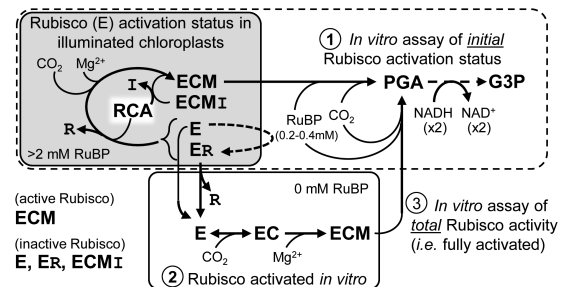 Rubisco (E) activation status in
illuminated chloroplasts
CO₂
Mg²⁺
I
ECM
ECMI
RCA
R
E
ER
>2 mM RuBP
① In vitro assay of initial
Rubisco activation status
PGA
G3P
RuBP
(0.2-0.4mM)
CO₂
NADH
(x2)
NAD⁺
(x2)
R
0 mM RuBP
E
EC
ECM
CO₂
Mg²⁺
② Rubisco activated in vitro
③ In vitro assay of
total Rubisco activity
(i.e. fully activated)
(active Rubisco)
ECM
(inactive Rubisco)
E, ER, ECMI